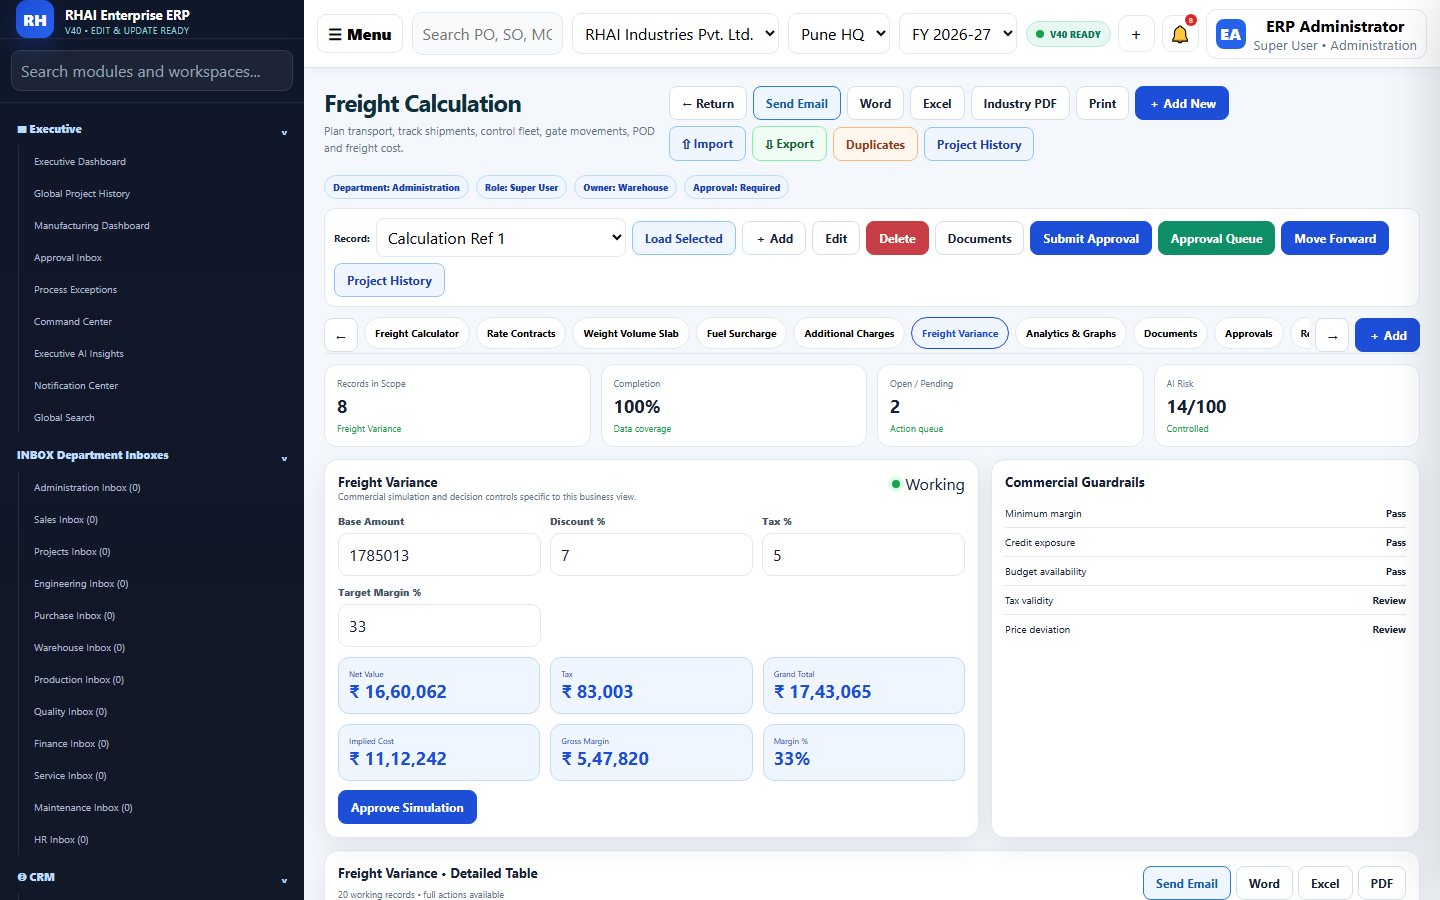 RH
RHAI Enterprise ERP
V40 • EDIT & UPDATE READY
Search modules and workspaces...
Executive
Executive Dashboard
Global Project History
Manufacturing Dashboard
Approval Inbox
Process Exceptions
Command Center
Executive AI Insights
Notification Center
Global Search
INBOX Department Inboxes
Administration Inbox (0)
Sales Inbox (0)
Projects Inbox (0)
Engineering Inbox (0)
Purchase Inbox (0)
Warehouse Inbox (0)
Production Inbox (0)
Quality Inbox (0)
Finance Inbox (0)
Service Inbox (0)
Maintenance Inbox (0)
HR Inbox (0)
CRM
☰ Menu
Search PO, SO, MO
RHAI Industries Pvt. Ltd.
Pune HQ
FY 2026-27
V40 READY
+
8
EA
ERP Administrator
Super User • Administration
Freight Calculation
Plan transport, track shipments, control fleet, gate movements, POD
and freight cost.
← Return
Send Email
Word
Excel
Industry PDF
Print
+ Add New
⇧ Import
⇩ Export
Duplicates
Project History
Department: Administration
Role: Super User
Owner: Warehouse
Approval: Required
Record:
Calculation Ref 1
Load Selected
+ Add
Edit
Delete
Documents
Submit Approval
Approval Queue
Move Forward
Project History
←
Freight Calculator
Rate Contracts
Weight Volume Slab
Fuel Surcharge
Additional Charges
Freight Variance
Analytics & Graphs
Documents
Approvals
→
+ Add
Records in Scope
8
Freight Variance
Completion
100%
Data coverage
Open / Pending
2
Action queue
AI Risk
14/100
Controlled
Freight Variance
Commercial simulation and decision controls specific to this business view.
Working
Base Amount
1785013
Discount %
7
Tax %
5
Target Margin %
33
Net Value
₹ 16,60,062
Tax
₹ 83,003
Grand Total
₹ 17,43,065
Implied Cost
₹ 11,12,242
Gross Margin
₹ 5,47,820
Margin %
33%
Approve Simulation
Commercial Guardrails
Minimum margin Pass
Credit exposure Pass
Budget availability Pass
Tax validity Review
Price deviation Review
Freight Variance • Detailed Table
20 working records • full actions available
Send Email
Word
Excel
PDF